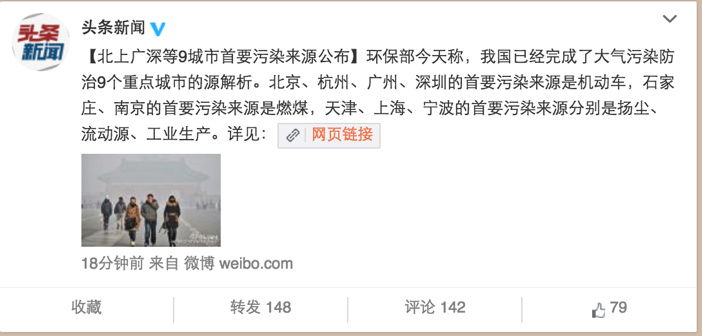 头条新闻
头条
新闻
【北上广深等9城市首要污染来源公布】环保部今天称，我国已经完成了大气污染防
治9个重点城市的源解析。北京、杭州、广州、深圳的首要污染来源是机动车，石家
庄、南京的首要污染来源是燃煤，天津、上海、宁波的首要污染来源分别是扬尘、
流动源、工业生产。详见： 网页链接
18分钟前 来自 微博 weibo.com
收藏 转发 148 评论 142 79